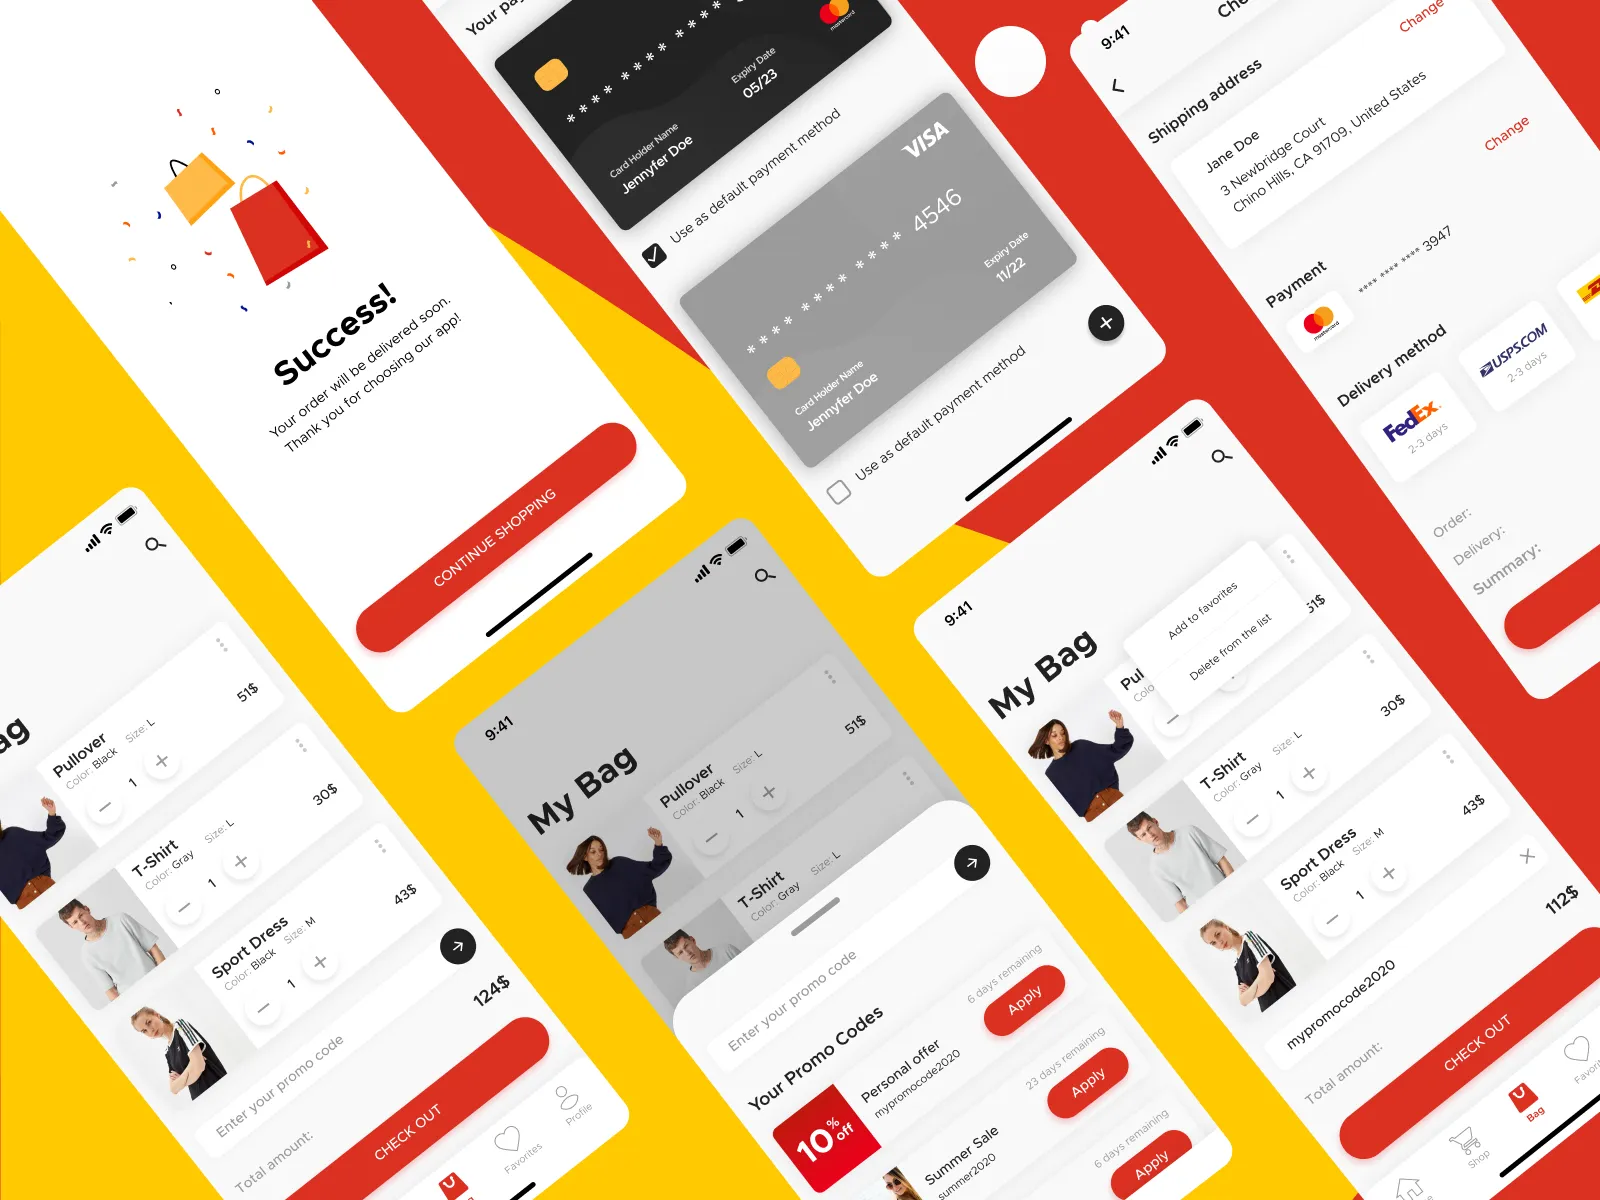 Success!
Your order will be delivered soon.
Thank you for choosing our app!
CONTINUE SHOPPING
Your
**** **** ****
mastercard
Card Holder Name
Jennyfer Doe
Expiry Date
05/23
Use as default payment method
VISA
**** **** **** 4546
Card Holder Name
Jennyfer Doe
Expiry Date
11/22
Use as default payment method
9:41
Shipping address
Change
Jane Doe
3 Newbridge Court
Chino Hills, CA 91709, United States
Payment
Change
mastercard
**** **** **** 3947
Delivery method
FedEx
2-3 days
USPS.COM
2-3 days
Order:
Delivery:
Summary:
Pullover
Color: Black Size: L
1
51$
T-Shirt
Color: Gray Size: L
1
30$
Sport Dress
Color: Black Size: M
1
43$
Enter your promo code
Total amount:
124$
CHECK OUT
Favorites
Profile
9:41
My Bag
Pullover
Color: Black Size: L
1
51$
T-Shirt
Color: Gray Size: L
Enter your promo code
Your Promo Codes
10% off
Personal offer
mypromocode2020
6 days remaining
Apply
Summer Sale
summer2020
23 days remaining
Apply
6 days remaining
Apply
9:41
My Bag
Add to favorites
Delete from the list
51$
T-Shirt
Color: Gray Size: L
1
30$
Sport Dress
Color: Black Size: M
1
43$
mypromocode2020
Total amount:
112$
CHECK OUT
Shop
Bag